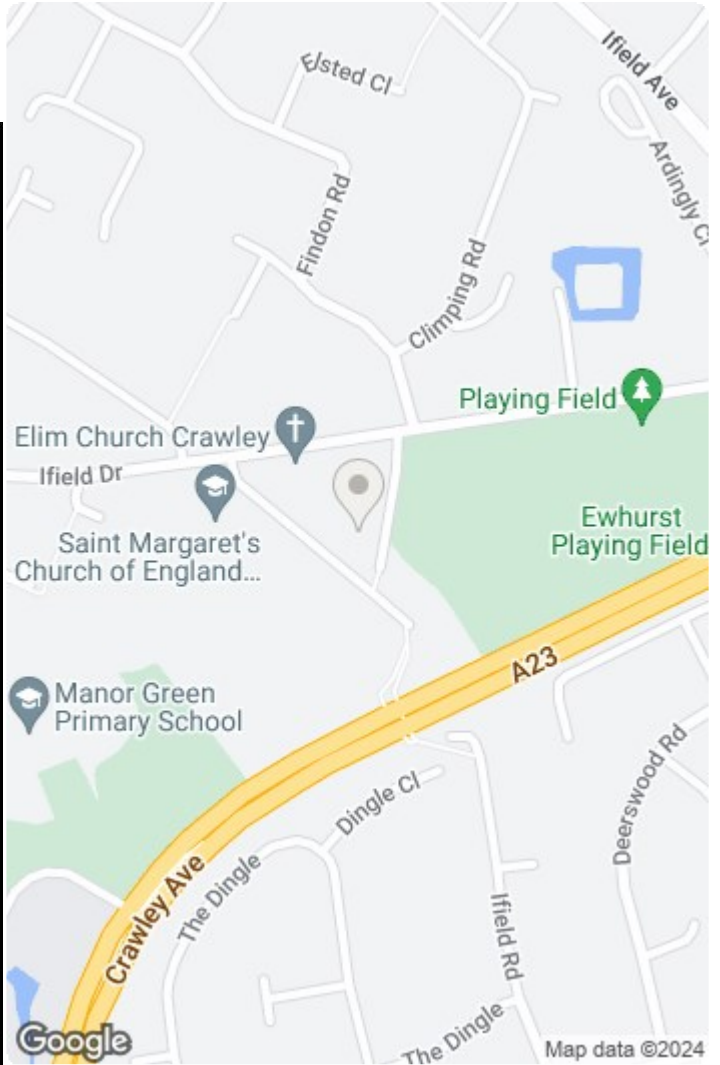 Elsted Cl
Ifield Ave
Ardingly Cl
Findon Rd
Climping Rd
Playing Field
Elim Church Crawley
Ifield Dr
Ewhurst
Playing Field
Saint Margaret's
Church of England...
A23
Manor Green
Primary School
Deerswood Rd
Dingle Cl
The Dingle
Crawley Ave
Ifield Rd
The Dingle
Google
Map data ©2024